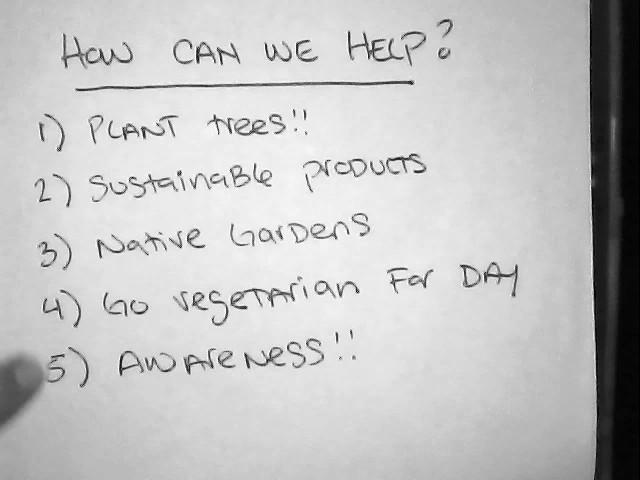 HOW CAN WE HELP?
1) PLANT trees!!
2) SustainaBle proDucts
3) Native GarDens
4) Go vegetArian For DAy
5) AwAreNess!!